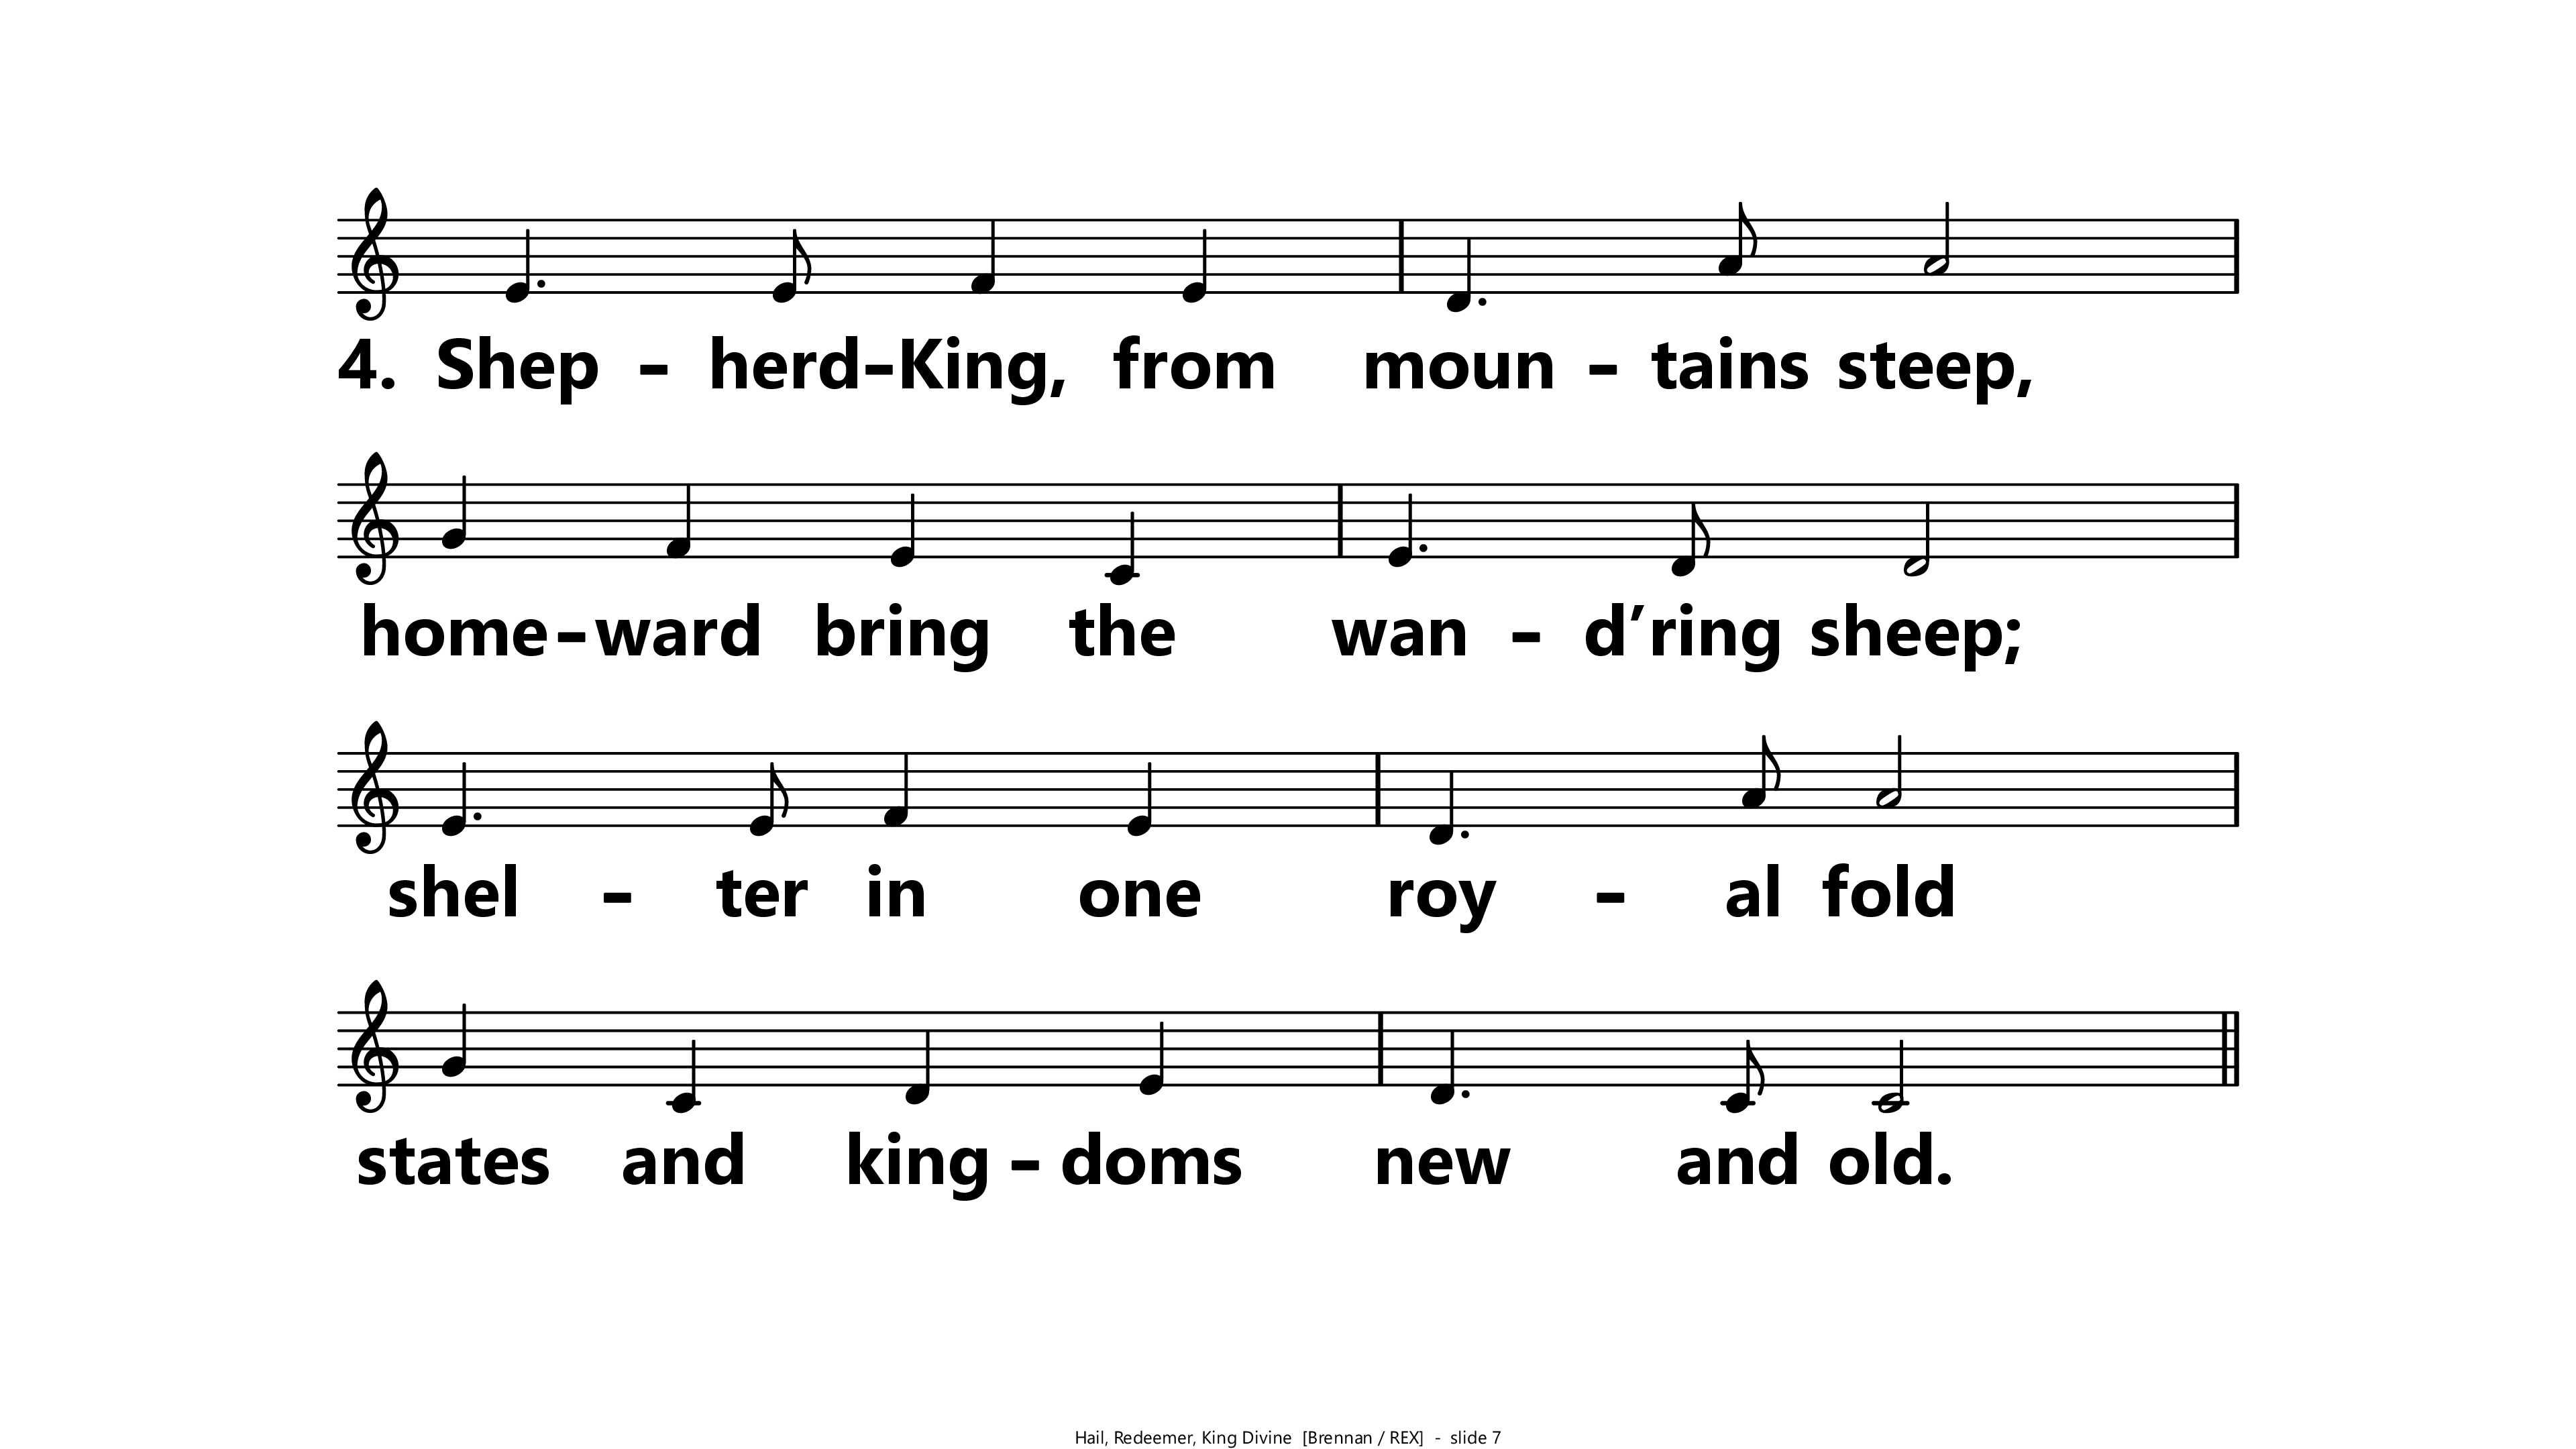 4. Shep - herd-King, from moun - tains steep,
home-ward bring the wan - d’ring sheep;
shel - ter in one roy - al fold
states and king - doms new and old.
Hail, Redeemer, King Divine [Brennan / REX] - slide 7